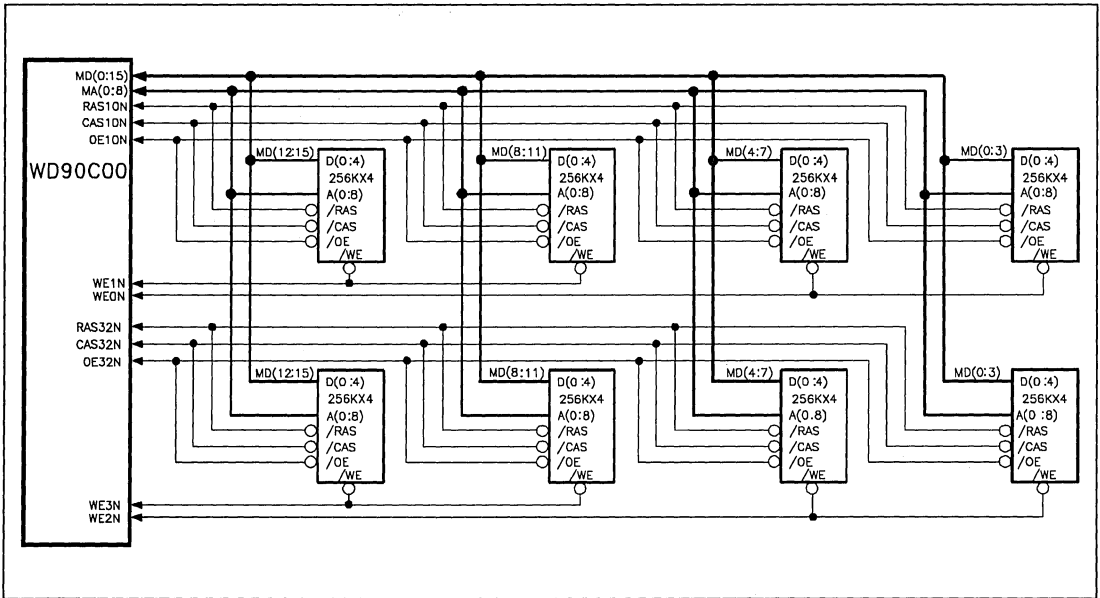 MD(0:15)
MA(0:8)
RAS10N
CAS10N
OE10N
WD90C00
WE1N
WE0N
RAS32N
CAS32N
OE32N
WE3N
WE2N
MD(12:15)
D(0:4)
256KX4
A(0:8)
/RAS
/CAS
/OE
/WE
MD(8:11)
D(0:4)
256KX4
A(0:8)
/RAS
/CAS
/OE
/WE
MD(4:7)
D(0:4)
256KX4
A(0:8)
/RAS
/CAS
/OE
/WE
MD(0:3)
D(0:4)
256KX4
A(0:8)
/RAS
/CAS
/OE
/WE
MD(12:15)
D(0:4)
256KX4
A(0:8)
/RAS
/CAS
/OE
/WE
MD(8:11)
D(0:4)
256KX4
A(0:8)
/RAS
/CAS
/OE
/WE
MD(4:7)
D(0:4)
256KX4
A(0.8)
/RAS
/CAS
/OE
/WE
MD(0:3)
D(0:4)
256KX4
A(0 :8)
/RAS
/CAS
/OE
/WE